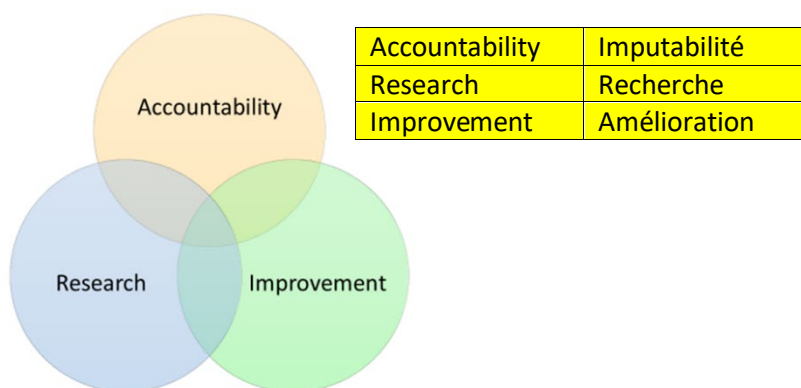 Accountability
Research
Improvement
Accountability Imputabilité
Research Recherche
Improvement Amélioration